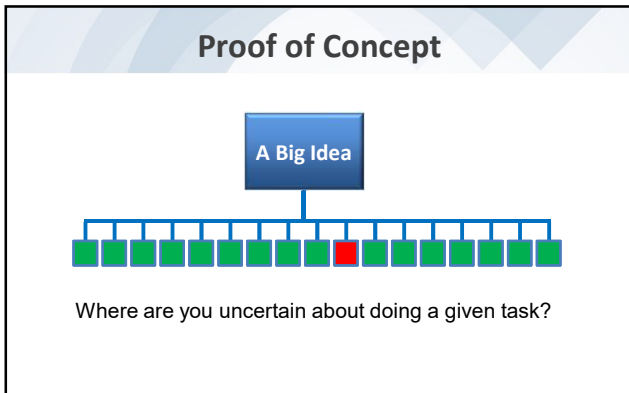 Proof of Concept
A Big Idea
Where are you uncertain about doing a given task?